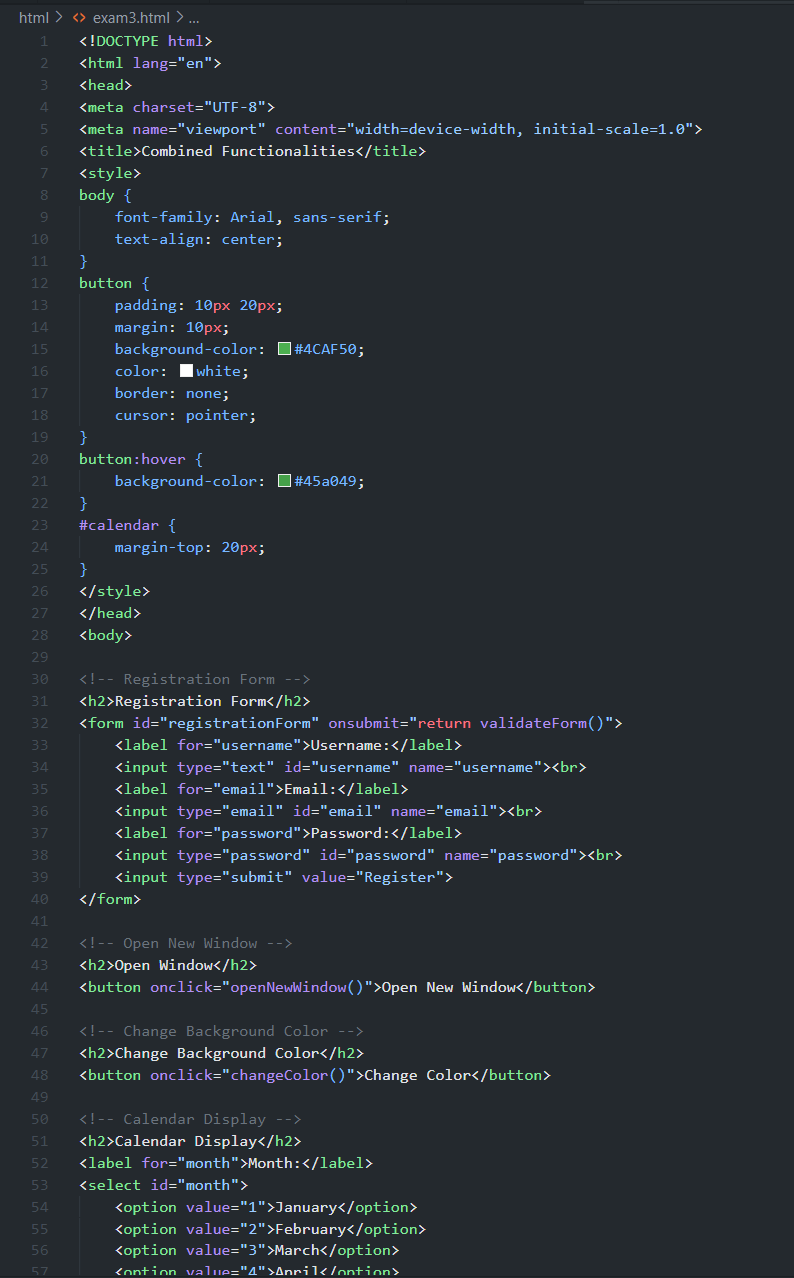 html > <> exam3.html > ...
1 <!DOCTYPE html>
2 <html lang="en">
3 <head>
4 <meta charset="UTF-8">
5 <meta name="viewport" content="width=device-width, initial-scale=1.0">
6 <title>Combined Functionalities</title>
7 <style>
8 body {
9     font-family: Arial, sans-serif;
10     text-align: center;
11 }
12 button {
13     padding: 10px 20px;
14     margin: 10px;
15     background-color: #4CAF50;
16     color: white;
17     border: none;
18     cursor: pointer;
19 }
20 button:hover {
21     background-color: #45a049;
22 }
23 #calendar {
24     margin-top: 20px;
25 }
26 </style>
27 </head>
28 <body>
29
30 <!-- Registration Form -->
31 <h2>Registration Form</h2>
32 <form id="registrationForm" onsubmit="return validateForm()">
33     <label for="username">Username:</label>
34     <input type="text" id="username" name="username"><br>
35     <label for="email">Email:</label>
36     <input type="email" id="email" name="email"><br>
37     <label for="password">Password:</label>
38     <input type="password" id="password" name="password"><br>
39     <input type="submit" value="Register">
40 </form>
41
42 <!-- Open New Window -->
43 <h2>Open Window</h2>
44 <button onclick="openNewWindow()">Open New Window</button>
45
46 <!-- Change Background Color -->
47 <h2>Change Background Color</h2>
48 <button onclick="changeColor()">Change Color</button>
49
50 <!-- Calendar Display -->
51 <h2>Calendar Display</h2>
52 <label for="month">Month:</label>
53 <select id="month">
54     <option value="1">January</option>
55     <option value="2">February</option>
56     <option value="3">March</option>
57     <option value="4">April</option>